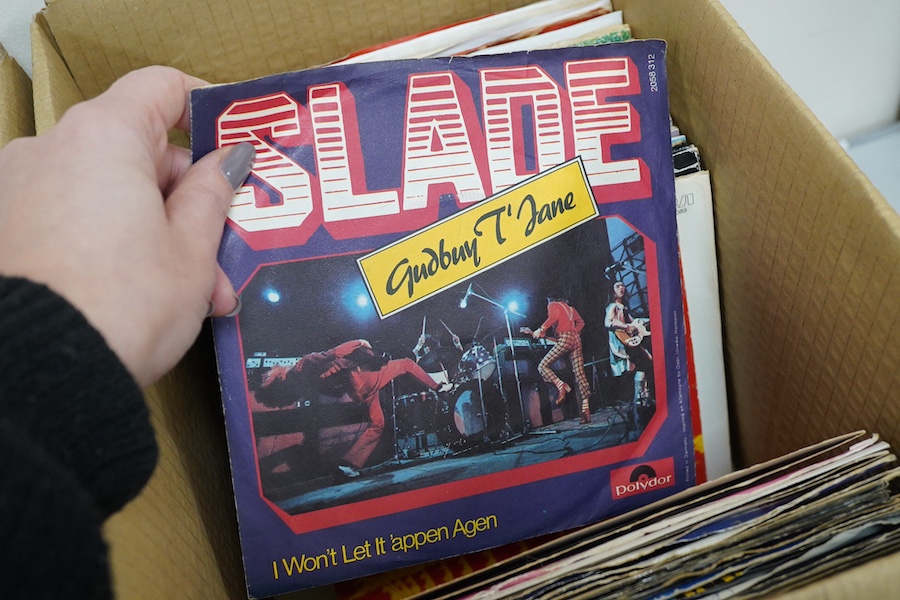 SLADE
2058 312
Gudbuy T' Jane
Polydor
I Won't Let It 'appen Agen